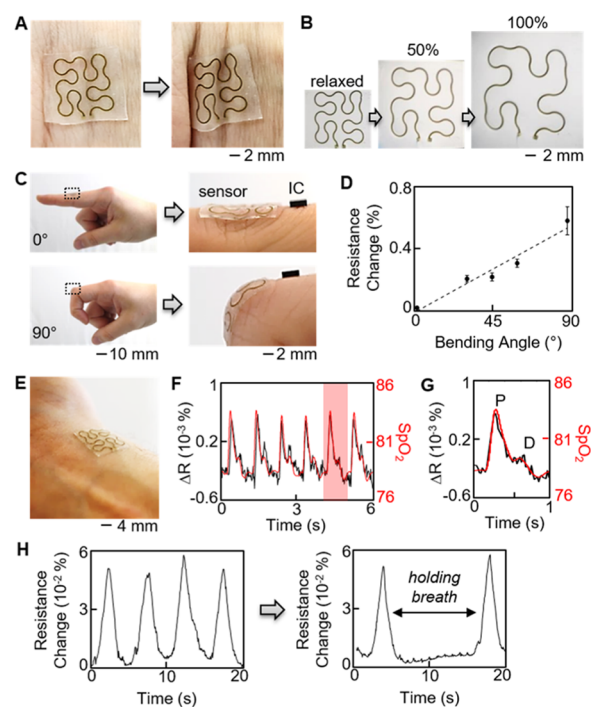 A
2 mm
B
relaxed
50%
100%
2 mm
C
0°
sensor
IC
90°
10 mm
2 mm
D
Resistance
Change (%)
0.8
0.4
0
0
45
90
Bending Angle (°)
E
4 mm
F
ΔR (10⁻³ %)
1
0.2
-0.6
0
3
6
Time (s)
86
81
76
SpO₂
G
ΔR (10⁻³ %)
1
0.2
-0.6
P
D
0
1
Time (s)
86
81
76
SpO₂
H
Resistance
Change (10⁻² %)
6
3
0
0
10
20
Time (s)
Resistance
Change (10⁻² %)
6
3
0
holding
breath
0
10
20
Time (s)